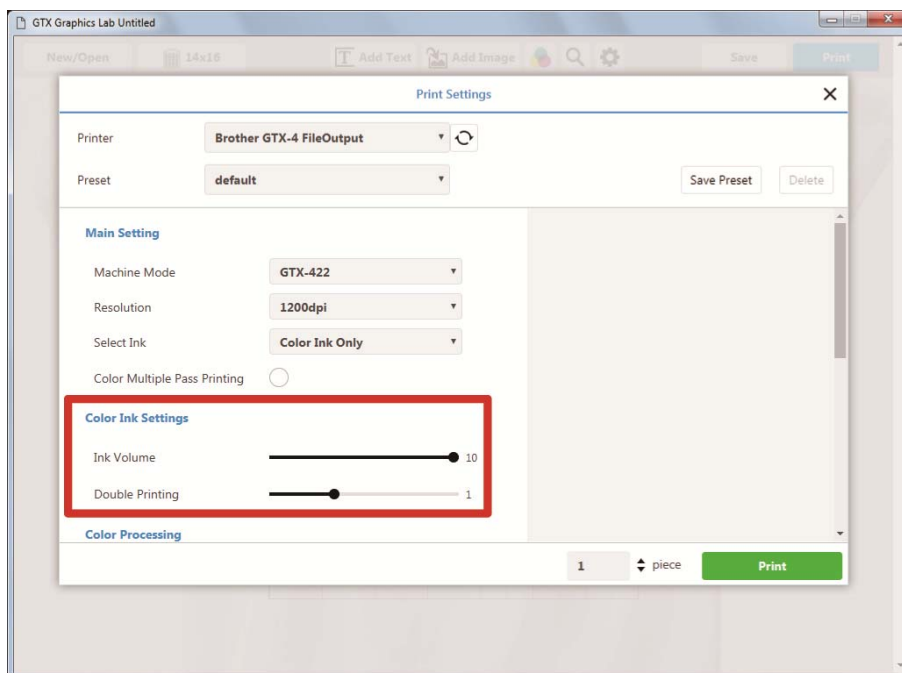 GTX Graphics Lab Untitled
New/Open 14x16 Add Text Add Image Save Print
Print Settings
Printer Brother GTX-4 FileOutput
Preset default Save Preset Delete
Main Setting
Machine Mode GTX-422
Resolution 1200dpi
Select Ink Color Ink Only
Color Multiple Pass Printing
Color Ink Settings
Ink Volume 10
Double Printing 1
Color Processing
1 piece Print